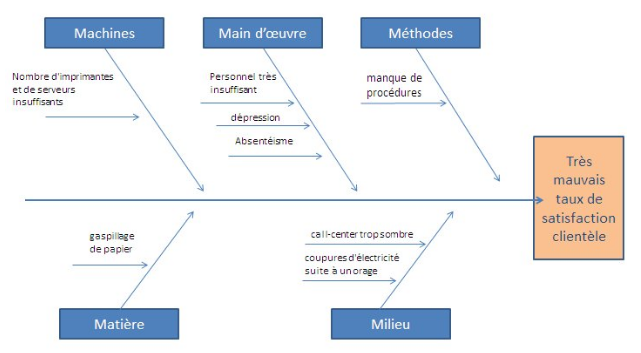 Machines
Main d'œuvre
Méthodes
Nombre d'imprimantes
et de serveurs
insuffisants
Personnel très
insuffisant
dépression
Absentéisme
manque de
procédures
Très
mauvais
taux de
satisfaction
clientèle
gaspillage
de papier
call-center trop sombre
coupures d'électricité
suite à un orage
Matière
Milieu